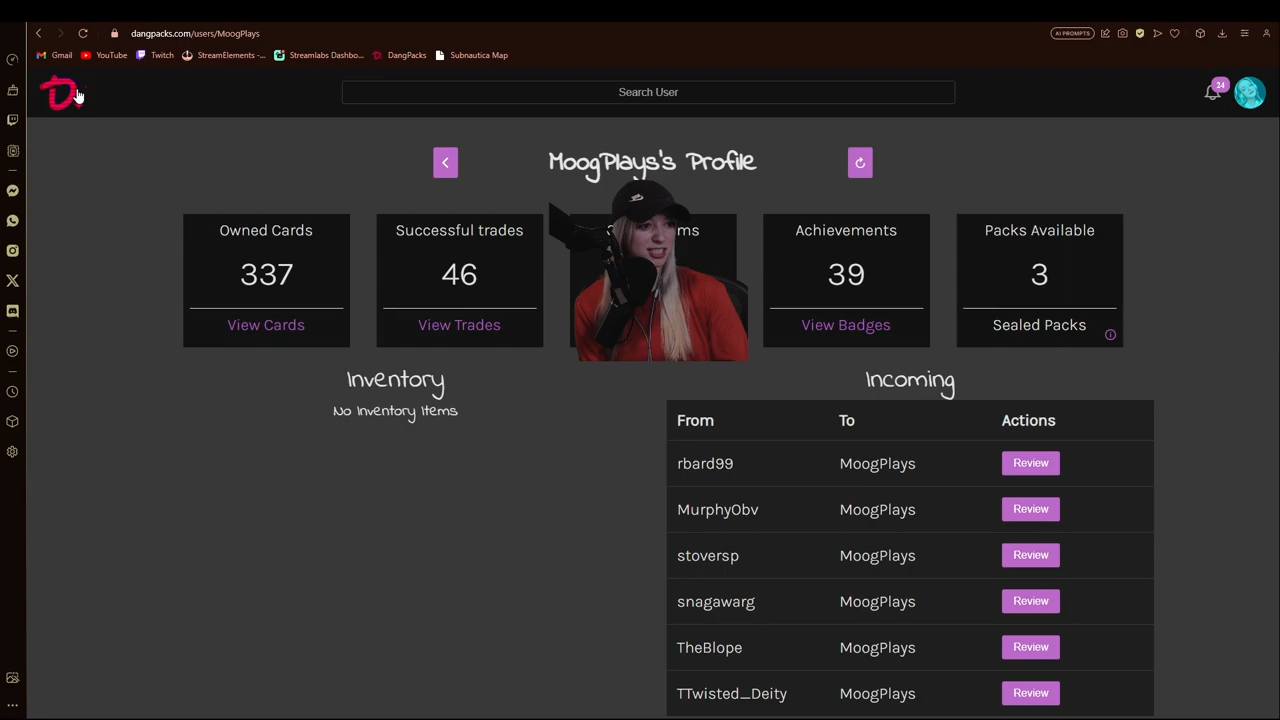 dangpacks.com/users/MoogPlays
AI PROMPTS
Gmail YouTube Twitch StreamElements -... Streamlabs Dashbo... DangPacks Subnautica Map
D
Search User
24
MoogPlays's Profile
Owned Cards
337
View Cards
Successful trades
46
View Trades
Achievements
39
View Badges
Packs Available
3
Sealed Packs
Inventory
No Inventory Items
Incoming
From To Actions
rbard99 MoogPlays Review
MurphyObv MoogPlays Review
stoversp MoogPlays Review
snagawarg MoogPlays Review
TheBlope MoogPlays Review
TTwisted_Deity MoogPlays Review